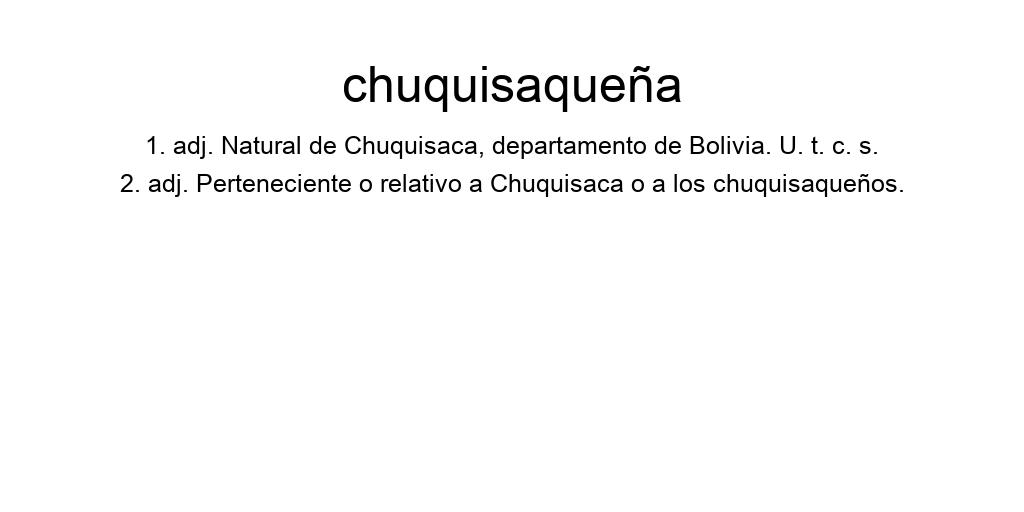 chuquisaqueña
1. adj. Natural de Chuquisaca, departamento de Bolivia. U. t. c. s.
2. adj. Perteneciente o relativo a Chuquisaca o a los chuquisaqueños.